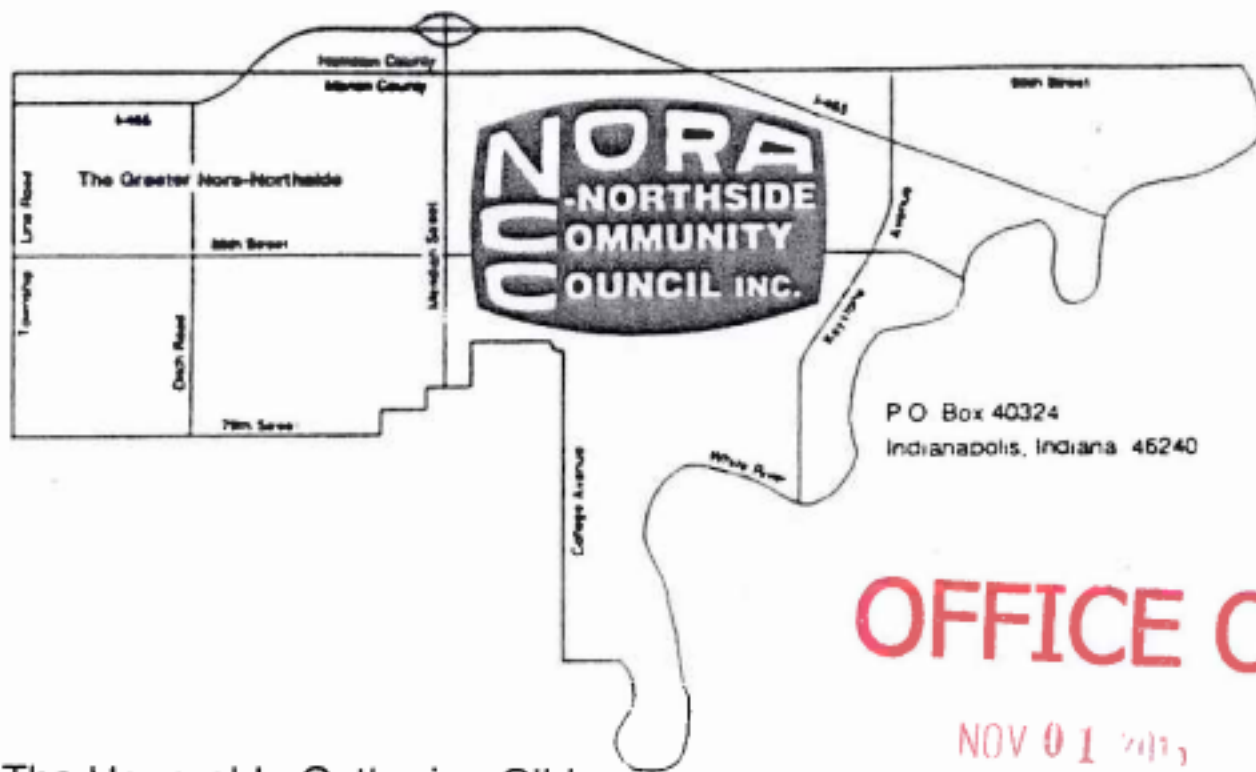 Hamilton County
Marion County
96th Street
I-465
I-465
The Greater Nora-Northside
NORA
-NORTHSIDE
COMMUNITY
COUNCIL INC.
Township Line Road
86th Street
Meridian Street
Ditch Road
Keystone Avenue
79th Street
College Avenue
White River
P O Box 40324
Indianapolis, Indiana 46240
OFFICE
NOV 01